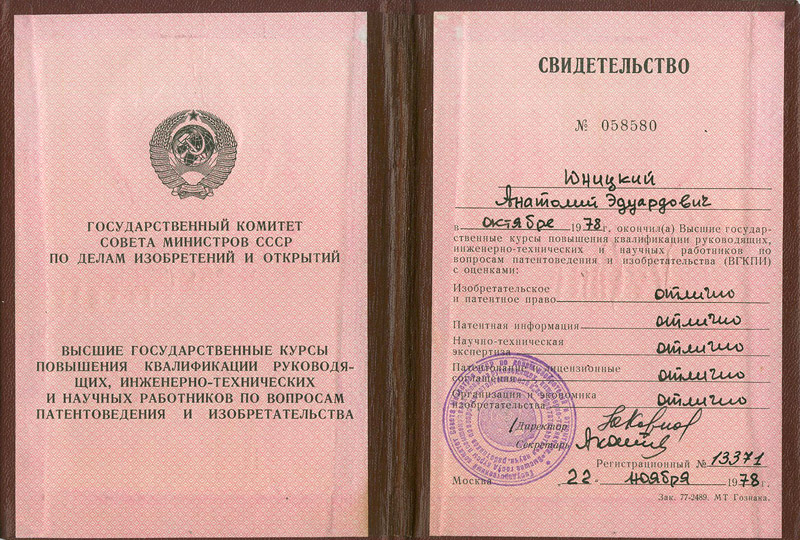 ГОСУДАРСТВЕННЫЙ КОМИТЕТ
СОВЕТА МИНИСТРОВ СССР
ПО ДЕЛАМ ИЗОБРЕТЕНИЙ И ОТКРЫТИЙ
ВЫСШИЕ ГОСУДАРСТВЕННЫЕ КУРСЫ
ПОВЫШЕНИЯ КВАЛИФИКАЦИИ РУКОВОДЯ-
ЩИХ, ИНЖЕНЕРНО-ТЕХНИЧЕСКИХ
И НАУЧНЫХ РАБОТНИКОВ ПО ВОПРОСАМ
ПАТЕНТОВЕДЕНИЯ И ИЗОБРЕТАТЕЛЬСТВА
СВИДЕТЕЛЬСТВО
№ 058580
Юницкий
Анатолий Эдуардович
в октябре 1978г. окончил(а) Высшие государ-
ственные курсы повышения квалификации руководящих,
инженерно-технических и научных работников по
вопросам патентоведения и изобретательства (ВГКПИ)
с оценками:
Изобретательское
и патентное право отлично
Патентная информация отлично
Научно-техническая
экспертиза отлично
Патентование, лицензионные
соглашения отлично
Организация и экономика
изобретательства отлично
Директор
Секретарь
Регистрационный № 13371
Москва 22 ноября 1978г.
Зак. 77-2489. МТ Гознака.